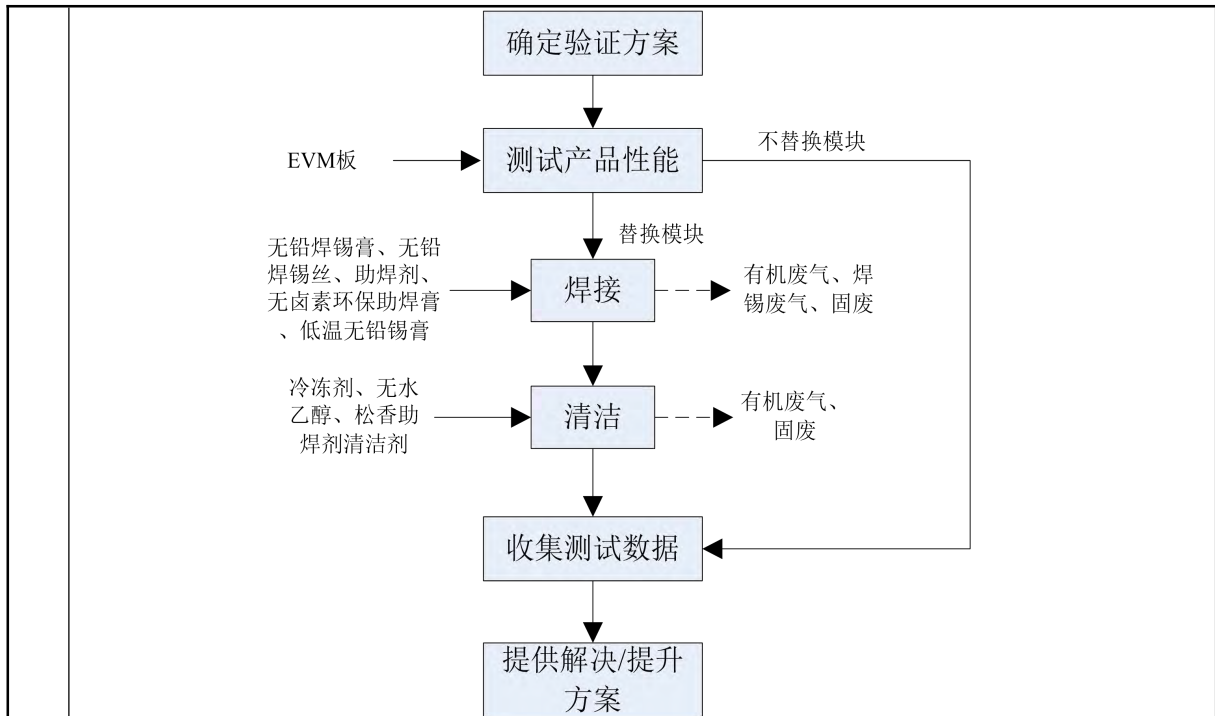 确定验证方案
EVM板
测试产品性能
不替换模块
替换模块
无铅焊锡膏、无铅
焊锡丝、助焊剂、
无卤素环保助焊膏
、低温无铅锡膏
焊接
有机废气、焊
锡废气、固废
冷冻剂、无水
乙醇、松香助
焊剂清洁剂
清洁
有机废气、
固废
收集测试数据
提供解决/提升
方案